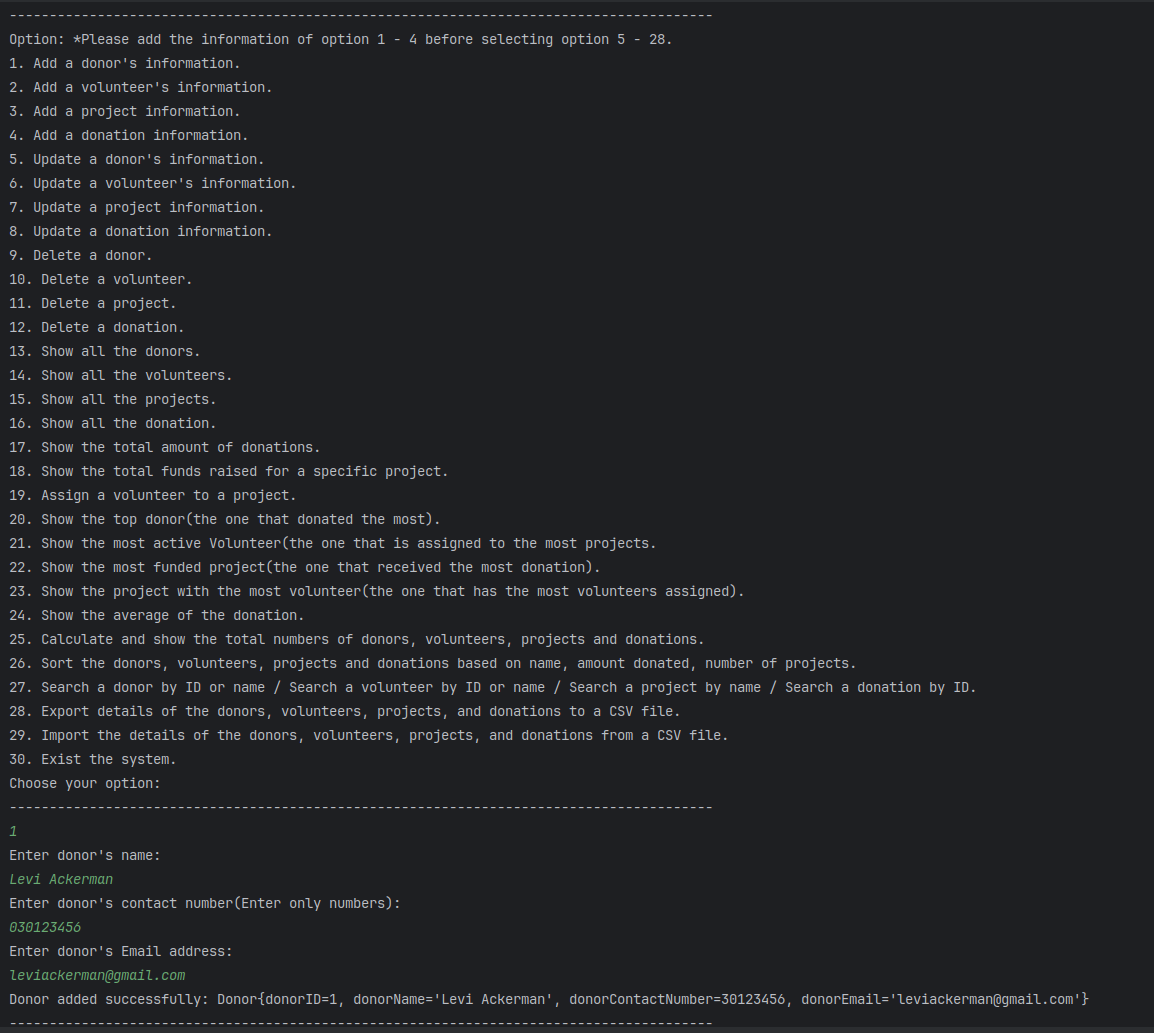 ----------------------------------------------------------------------------------------
Option: *Please add the information of option 1 - 4 before selecting option 5 - 28.
1. Add a donor's information.
2. Add a volunteer's information.
3. Add a project information.
4. Add a donation information.
5. Update a donor's information.
6. Update a volunteer's information.
7. Update a project information.
8. Update a donation information.
9. Delete a donor.
10. Delete a volunteer.
11. Delete a project.
12. Delete a donation.
13. Show all the donors.
14. Show all the volunteers.
15. Show all the projects.
16. Show all the donation.
17. Show the total amount of donations.
18. Show the total funds raised for a specific project.
19. Assign a volunteer to a project.
20. Show the top donor(the one that donated the most).
21. Show the most active Volunteer(the one that is assigned to the most projects.
22. Show the most funded project(the one that received the most donation).
23. Show the project with the most volunteer(the one that has the most volunteers assigned).
24. Show the average of the donation.
25. Calculate and show the total numbers of donors, volunteers, projects and donations.
26. Sort the donors, volunteers, projects and donations based on name, amount donated, number of projects.
27. Search a donor by ID or name / Search a volunteer by ID or name / Search a project by name / Search a donation by ID.
28. Export details of the donors, volunteers, projects, and donations to a CSV file.
29. Import the details of the donors, volunteers, projects, and donations from a CSV file.
30. Exist the system.
Choose your option:
----------------------------------------------------------------------------------------
1
Enter donor's name:
Levi Ackerman
Enter donor's contact number(Enter only numbers):
030123456
Enter donor's Email address:
leviackerman@gmail.com
Donor added successfully: Donor{donorID=1, donorName='Levi Ackerman', donorContactNumber=30123456, donorEmail='leviackerman@gmail.com'}
----------------------------------------------------------------------------------------